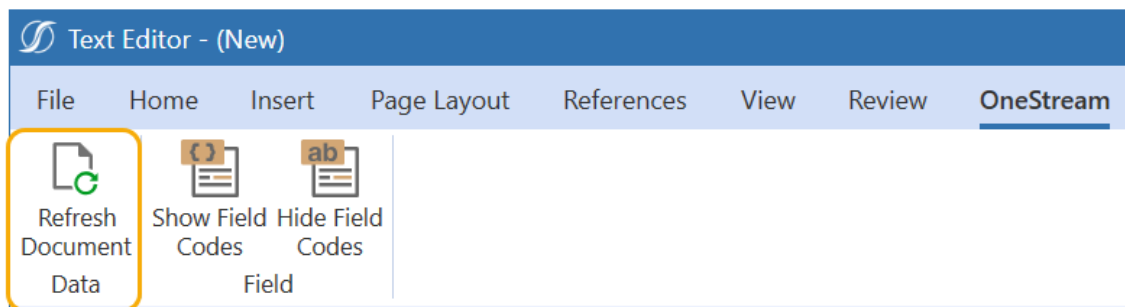 Text Editor - (New)
File Home Insert Page Layout References View Review OneStream
{ } ab
Refresh Document Show Field Codes Hide Field Codes
Data Field